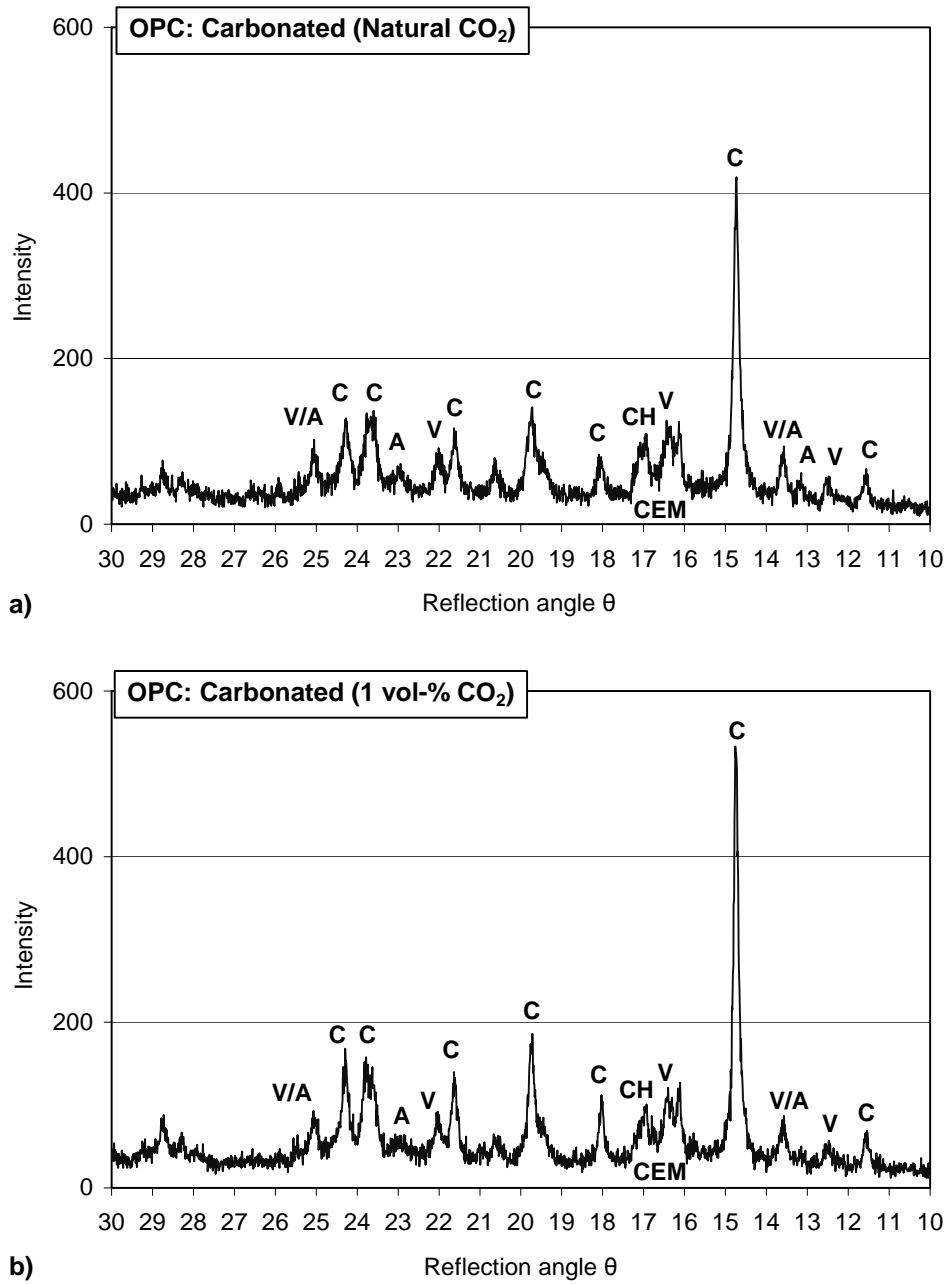 OPC: Carbonated (Natural CO₂)
600
400
200
0
Intensity
V/A C C A V C C C CH V CEM C V/A A V C
30 29 28 27 26 25 24 23 22 21 20 19 18 17 16 15 14 13 12 11 10
a)
Reflection angle θ
OPC: Carbonated (1 vol-% CO₂)
600
400
200
0
Intensity
V/A C C A V C C C CH V CEM C V/A V C
30 29 28 27 26 25 24 23 22 21 20 19 18 17 16 15 14 13 12 11 10
b)
Reflection angle θ